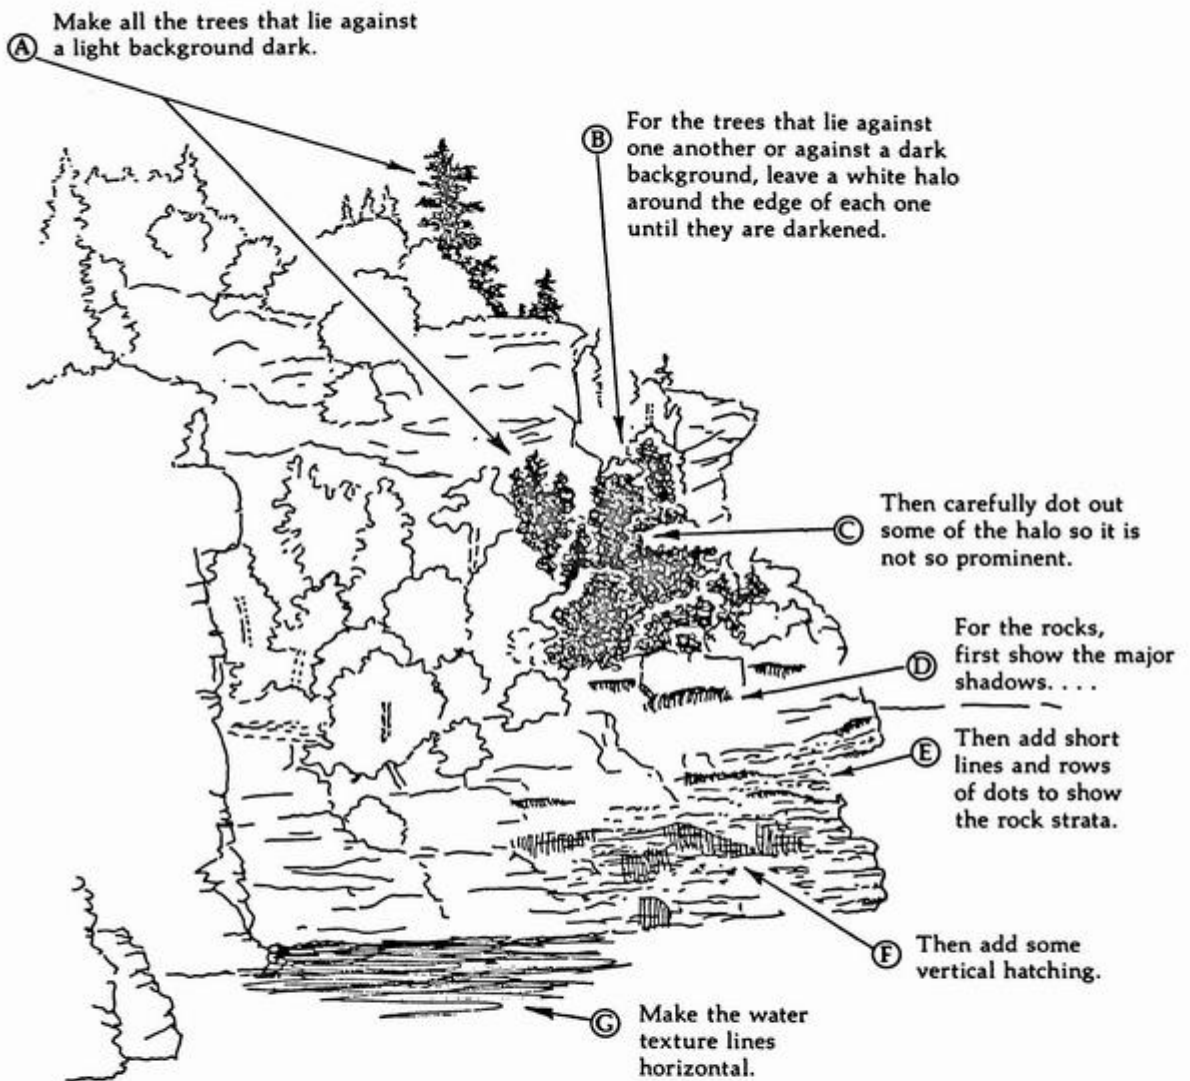 Make all the trees that lie against
A a light background dark.
B For the trees that lie against
one another or against a dark
background, leave a white halo
around the edge of each one
until they are darkened.
C Then carefully dot out
some of the halo so it is
not so prominent.
D For the rocks,
first show the major
shadows. . . .
E Then add short
lines and rows
of dots to show
the rock strata.
F Then add some
vertical hatching.
G Make the water
texture lines
horizontal.